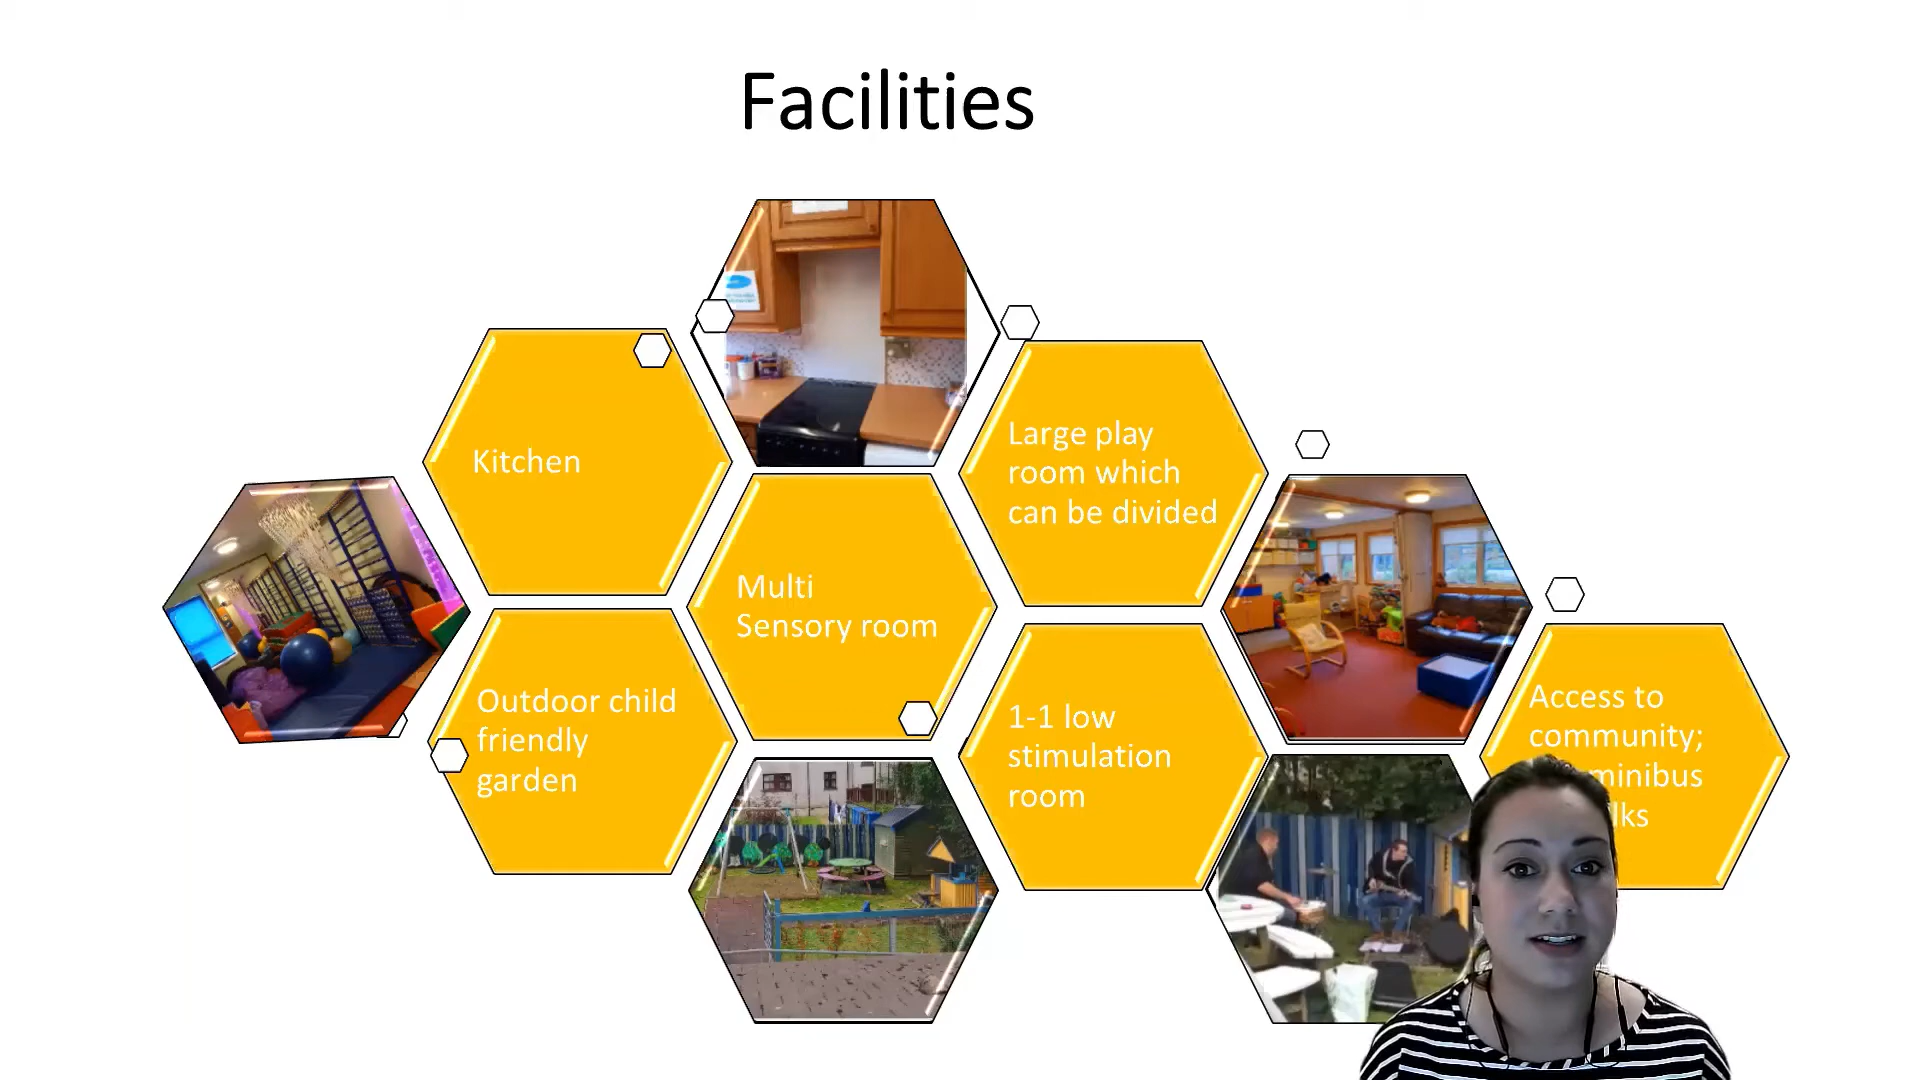 Facilities
Kitchen
Large play
room which
can be divided
Multi
Sensory room
Outdoor child
friendly
garden
1-1 low
stimulation
room
Access to
community;
minibus